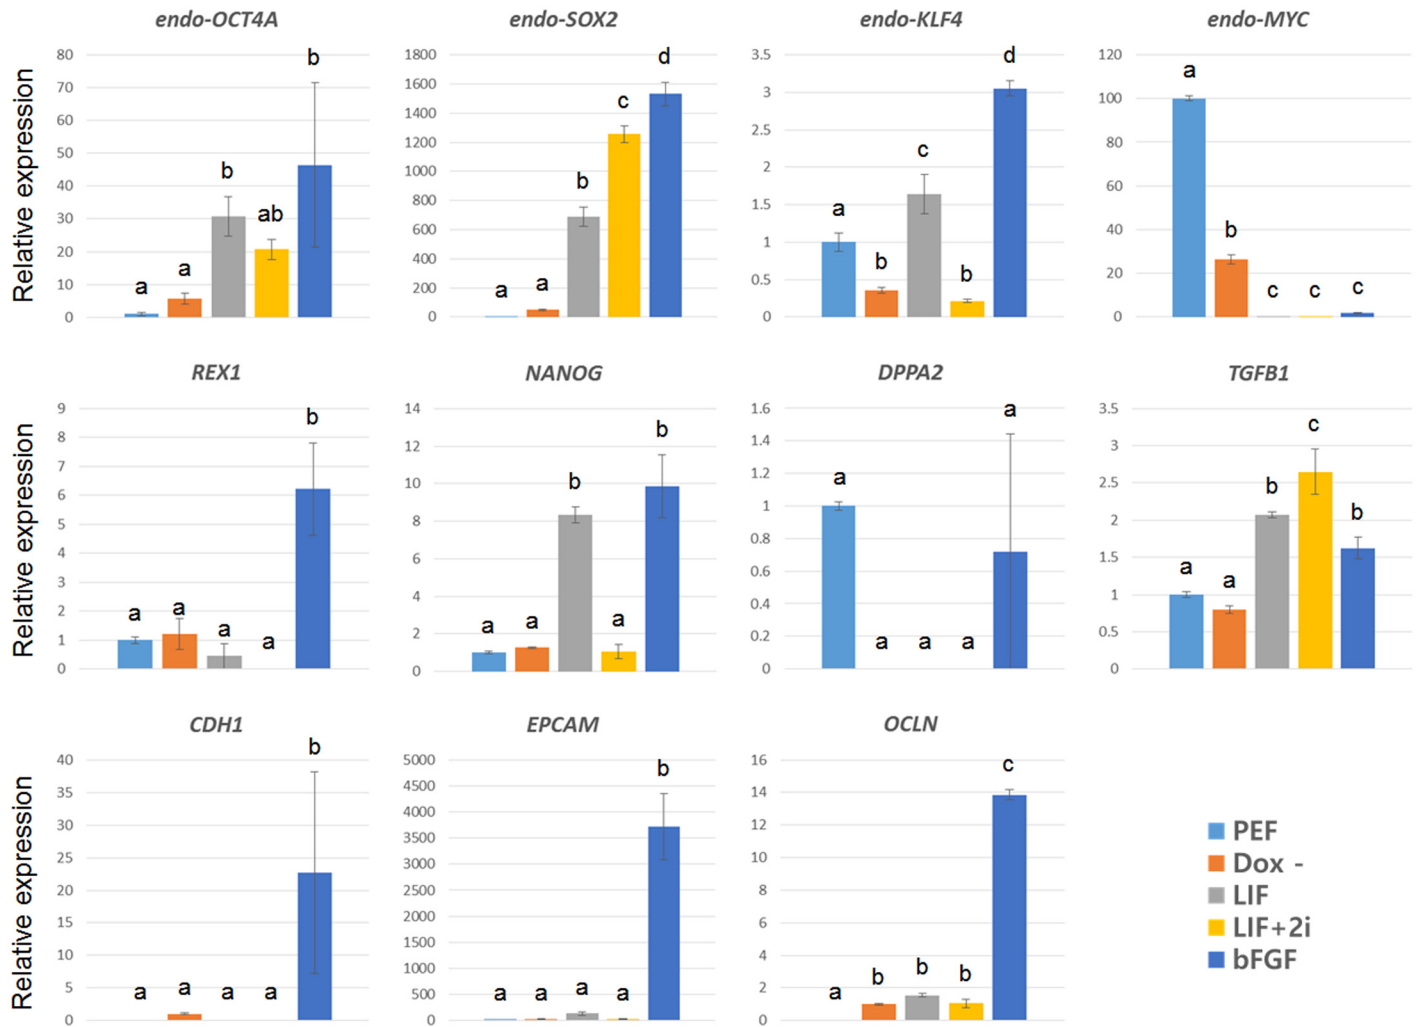 endo-OCT4A
endo-SOX2
endo-KLF4
endo-MYC
Relative expression
80
70
60
50
40
30
20
10
0
a
a
b
ab
b
1800
1600
1400
1200
1000
800
600
400
200
0
a
a
b
c
d
3.5
3
2.5
2
1.5
1
0.5
0
a
b
c
b
d
120
100
80
60
40
20
0
a
b
c
c
c
REX1
NANOG
DPPA2
TGFB1
Relative expression
9
8
7
6
5
4
3
2
1
0
a
a
a
a
b
14
12
10
8
6
4
2
0
a
a
b
a
b
1.6
1.4
1.2
1
0.8
0.6
0.4
0.2
0
a
a
a
a
a
3.5
3
2.5
2
1.5
1
0.5
0
a
a
b
c
b
CDH1
EPCAM
OCLN
Relative expression
40
35
30
25
20
15
10
5
0
a
a
a
a
b
5000
4500
4000
3500
3000
2500
2000
1500
1000
500
0
a
a
a
a
b
16
14
12
10
8
6
4
2
0
a
b
b
b
c
PEF
Dox -
LIF
LIF+2i
bFGF